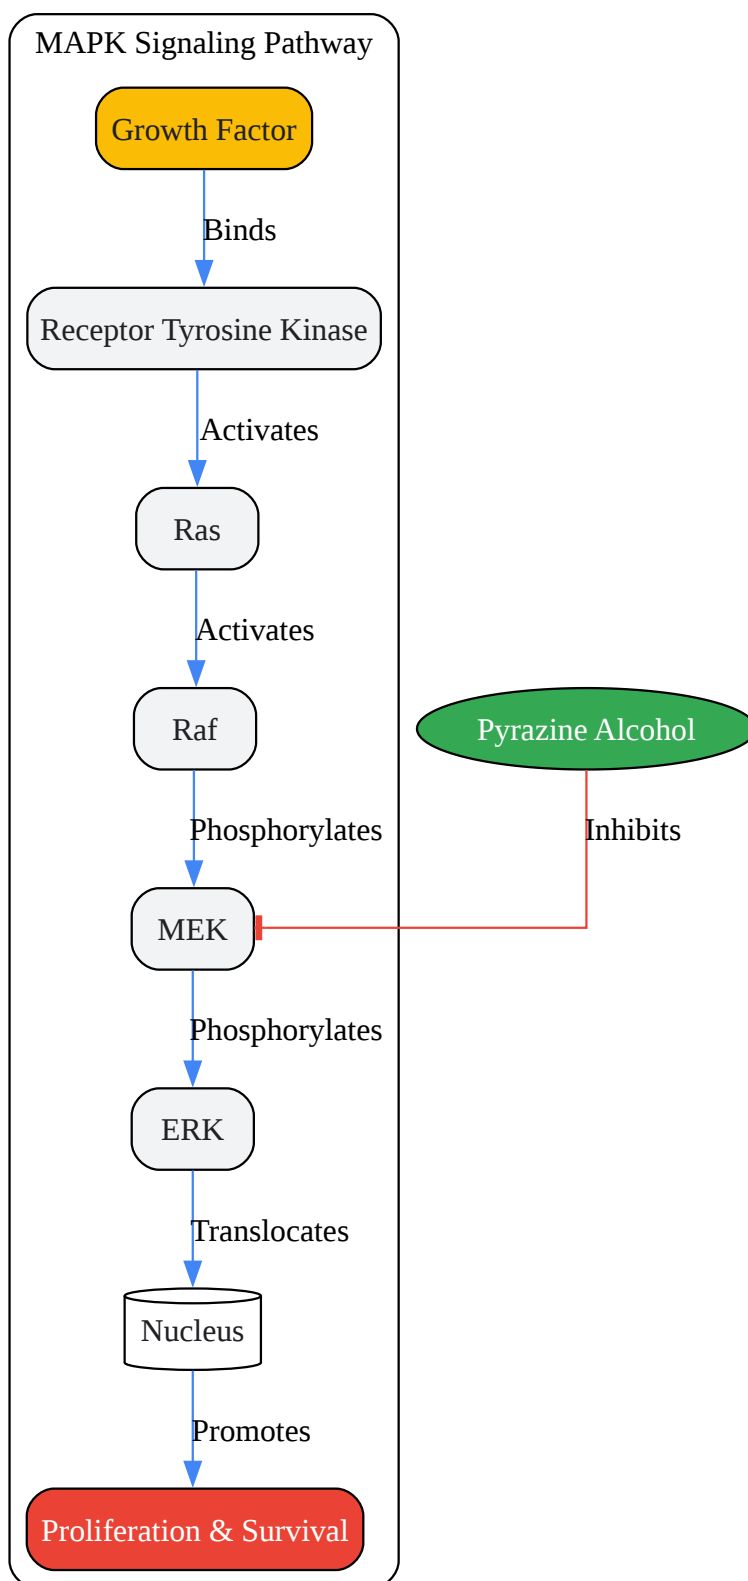 MAPK Signaling Pathway
Growth Factor
Binds
Receptor Tyrosine Kinase
Activates
Ras
Activates
Raf
Pyrazine Alcohol
Phosphorylates
Inhibits
MEK
Phosphorylates
ERK
Translocates
Nucleus
Promotes
Proliferation & Survival